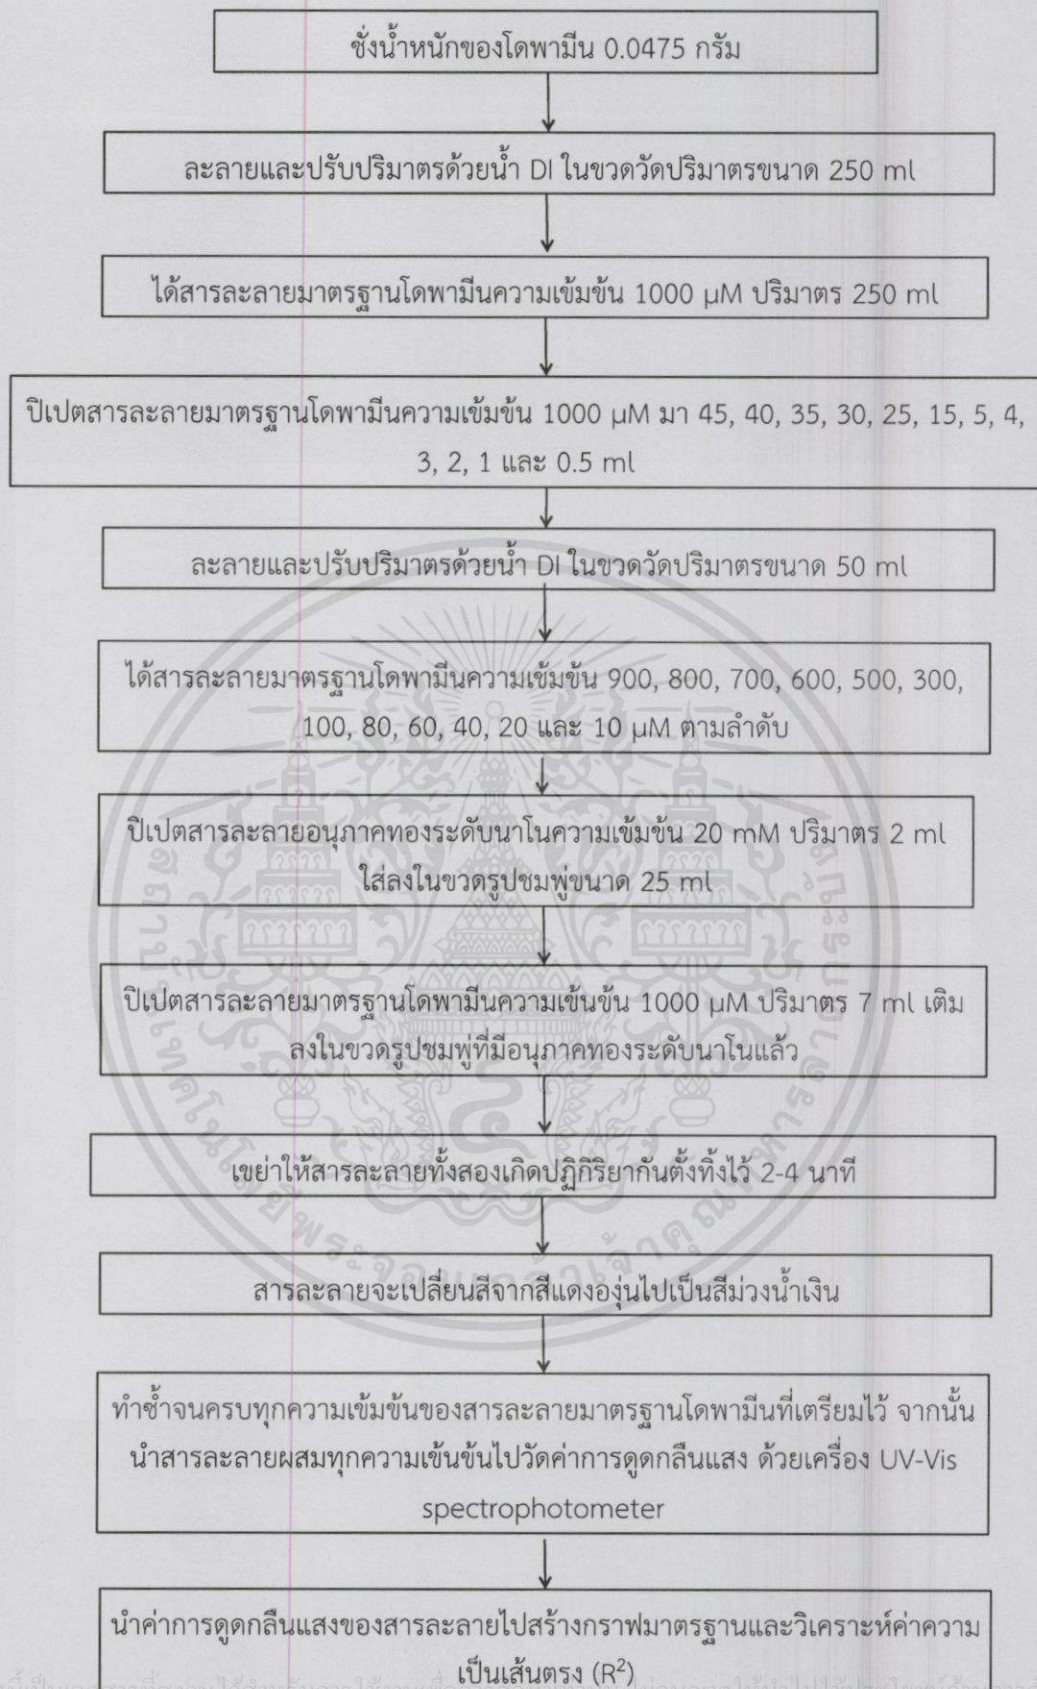 ชั่งน้ำหนักของโดพามีน 0.0475 กรัม
ละลายและปรับปริมาตรด้วยน้ำ DI ในขวดวัดปริมาตรขนาด 250 ml
ได้สารละลายมาตรฐานโดพามีนความเข้มข้น 1000 µM ปริมาตร 250 ml
ปิเปตสารละลายมาตรฐานโดพามีนความเข้มข้น 1000 µM มา 45, 40, 35, 30, 25, 15, 5, 4,
3, 2, 1 และ 0.5 ml
ละลายและปรับปริมาตรด้วยน้ำ DI ในขวดวัดปริมาตรขนาด 50 ml
ได้สารละลายมาตรฐานโดพามีนความเข้มข้น 900, 800, 700, 600, 500, 300,
100, 80, 60, 40, 20 และ 10 µM ตามลำดับ
ปิเปตสารละลายอนุภาคทองระดับนาโนความเข้มข้น 20 mM ปริมาตร 2 ml
ใส่ลงในขวดรูปชมพู่ขนาด 25 ml
ปิเปตสารละลายมาตรฐานโดพามีนความเข้นข้น 1000 µM ปริมาตร 7 ml เติม
ลงในขวดรูปชมพู่ที่มีอนุภาคทองระดับนาโนแล้ว
เขย่าให้สารละลายทั้งสองเกิดปฏิกิริยากันตั้งทิ้งไว้ 2-4 นาที
สารละลายจะเปลี่ยนสีจากสีแดงองุ่นไปเป็นสีม่วงน้ำเงิน
ทำซ้ำจนครบทุกความเข้มข้นของสารละลายมาตรฐานโดพามีนที่เตรียมไว้ จากนั้น
นำสารละลายผสมทุกความเข้นข้นไปวัดค่าการดูดกลืนแสง ด้วยเครื่อง UV-Vis
spectrophotometer
นำค่าการดูดกลืนแสงของสารละลายไปสร้างกราฟมาตรฐานและวิเคราะห์ค่าความ
เป็นเส้นตรง (R²)